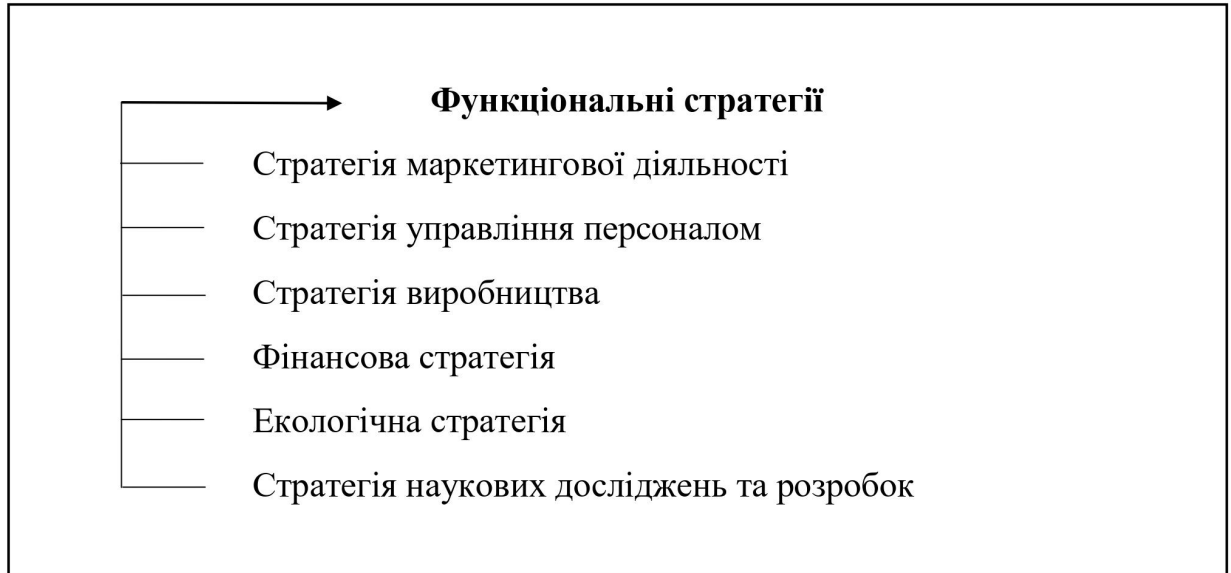 Функціональні стратегії
Стратегія маркетингової діяльності
Стратегія управління персоналом
Стратегія виробництва
Фінансова стратегія
Екологічна стратегія
Стратегія наукових досліджень та розробок